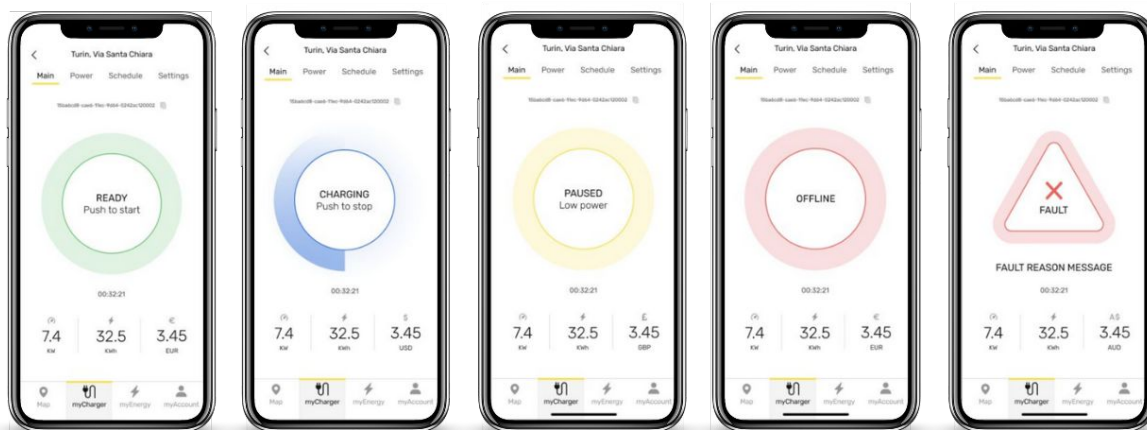 Turin, Via Santa Chiara
Main Power Schedule Settings
READY
Push to start
00:32:21
€
7.4 32.5 3.45
KW KWh EUR
Map myCharger myEnergy myAccount
Turin, Via Santa Chiara
Main Power Schedule Settings
CHARGING
Push to stop
00:32:21
$
7.4 32.5 3.45
KW KWh USD
Map myCharger myEnergy myAccount
Turin, Via Santa Chiara
Main Power Schedule Settings
PAUSED
Low power
00:32:21
£
7.4 32.5 3.45
KW KWh GBP
Map myCharger myEnergy myAccount
Turin, Via Santa Chiara
Main Power Schedule Settings
OFFLINE
00:32:21
€
7.4 32.5 3.45
KW KWh EUR
Map myCharger myEnergy myAccount
Turin, Via Santa Chiara
Main Power Schedule Settings
FAULT
FAULT REASON MESSAGE
00:32:21
A$
7.4 32.5 3.45
KW KWh AUD
Map myCharger myEnergy myAccount